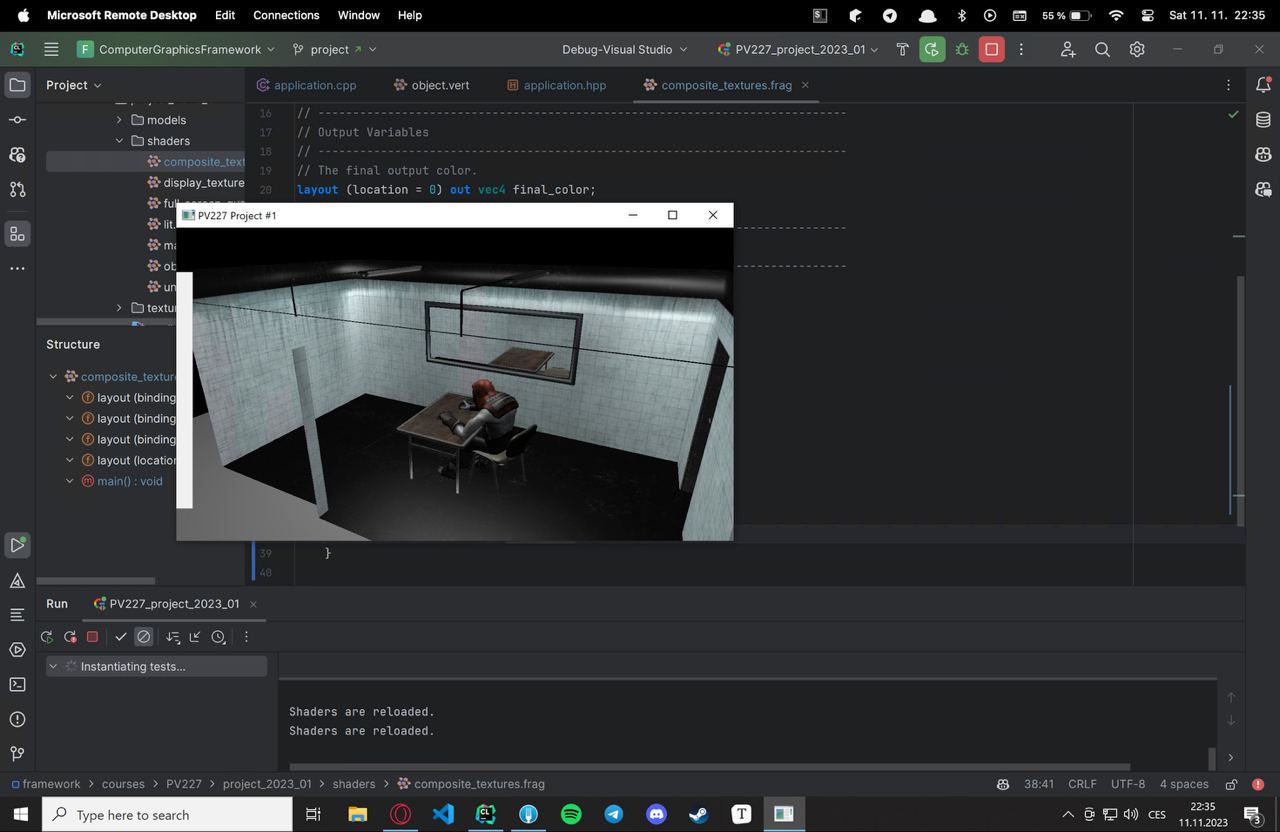 Microsoft Remote Desktop Edit Connections Window Help 55 % Sat 11. 11. 22:35
F ComputerGraphicsFramework project Debug-Visual Studio PV227_project_2023_01
Project application.cpp object.vert application.hpp composite_textures.frag
models
shaders
composite_text
display_texture
lit.
ma
ob
un
textur
16 // --------------------------------------------------------------------------------
17 // Output Variables
18 // --------------------------------------------------------------------------------
19 // The final output color.
20 layout (location = 0) out vec4 final_color;
PV227 Project #1
39 }
40
Structure
composite_texture
layout (binding
layout (binding
layout (binding
layout (location
main() : void
Run PV227_project_2023_01
Instantiating tests...
Shaders are reloaded.
Shaders are reloaded.
framework > courses > PV227 > project_2023_01 > shaders > composite_textures.frag 38:41 CRLF UTF-8 4 spaces
Type here to search T CES 22:35
11.11.2023 3